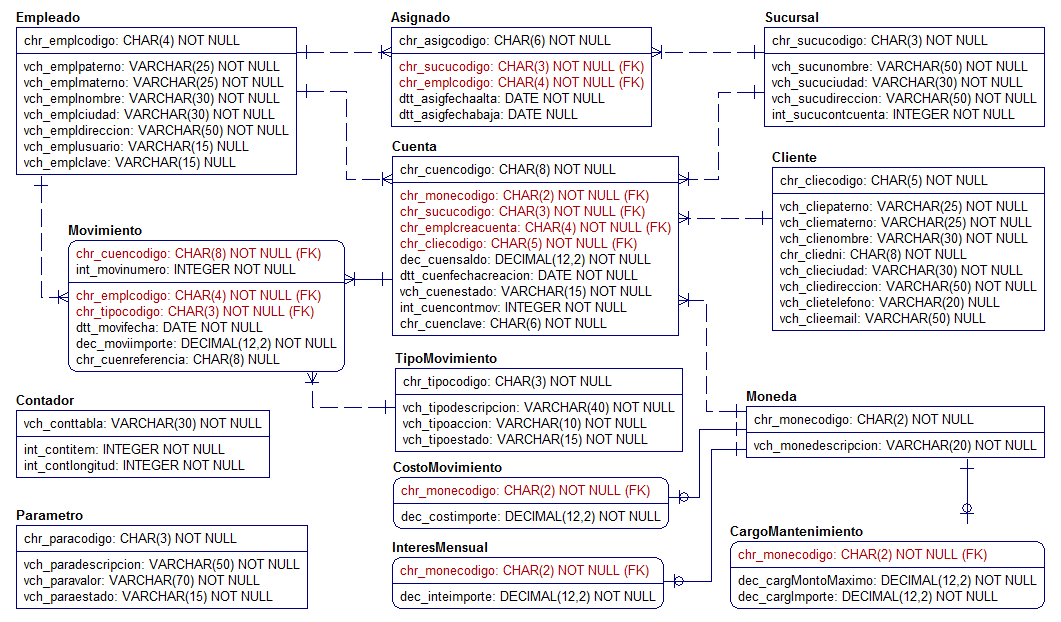 Empleado
chr_emplcodigo: CHAR(4) NOT NULL
vch_emplpaterno: VARCHAR(25) NOT NULL
vch_emplmaterno: VARCHAR(25) NOT NULL
vch_emplnombre: VARCHAR(30) NOT NULL
vch_emplciudad: VARCHAR(30) NOT NULL
vch_empldireccion: VARCHAR(50) NOT NULL
vch_emplusuario: VARCHAR(15) NULL
vch_emplclave: VARCHAR(15) NULL
Asignado
chr_asigcodigo: CHAR(6) NOT NULL
chr_sucucodigo: CHAR(3) NOT NULL (FK)
chr_emplcodigo: CHAR(4) NOT NULL (FK)
dtt_asigfechaalta: DATE NOT NULL
dtt_asigfechabaja: DATE NULL
Sucursal
chr_sucucodigo: CHAR(3) NOT NULL
vch_sucunombre: VARCHAR(50) NOT NULL
vch_sucuciudad: VARCHAR(30) NOT NULL
vch_sucudireccion: VARCHAR(50) NOT NULL
int_sucucontcuenta: INTEGER NOT NULL
Cuenta
chr_cuencodigo: CHAR(8) NOT NULL
chr_monecodigo: CHAR(2) NOT NULL (FK)
chr_sucucodigo: CHAR(3) NOT NULL (FK)
chr_emplcreacuenta: CHAR(4) NOT NULL (FK)
chr_cliecodigo: CHAR(5) NOT NULL (FK)
dec_cuensaldo: DECIMAL(12,2) NOT NULL
dtt_cuenfechacreacion: DATE NOT NULL
vch_cuenestado: VARCHAR(15) NOT NULL
int_cuencontmov: INTEGER NOT NULL
chr_cuenclave: CHAR(6) NOT NULL
Cliente
chr_cliecodigo: CHAR(5) NOT NULL
vch_cliepaterno: VARCHAR(25) NOT NULL
vch_cliematerno: VARCHAR(25) NOT NULL
vch_clienombre: VARCHAR(30) NOT NULL
chr_cliedni: CHAR(8) NOT NULL
vch_clieciudad: VARCHAR(30) NOT NULL
vch_cliedireccion: VARCHAR(50) NOT NULL
vch_clietelefono: VARCHAR(20) NULL
vch_clieemail: VARCHAR(50) NULL
Movimiento
chr_cuencodigo: CHAR(8) NOT NULL (FK)
int_movinumero: INTEGER NOT NULL
chr_emplcodigo: CHAR(4) NOT NULL (FK)
chr_tipocodigo: CHAR(3) NOT NULL (FK)
dtt_movifecha: DATE NOT NULL
dec_moviimporte: DECIMAL(12,2) NOT NULL
chr_cuenreferencia: CHAR(8) NULL
TipoMovimiento
chr_tipocodigo: CHAR(3) NOT NULL
vch_tipodescripcion: VARCHAR(40) NOT NULL
vch_tipoaccion: VARCHAR(10) NOT NULL
vch_tipoestado: VARCHAR(15) NOT NULL
Contador
vch_conttabla: VARCHAR(30) NOT NULL
int_contitem: INTEGER NOT NULL
int_contlongitud: INTEGER NOT NULL
Moneda
chr_monecodigo: CHAR(2) NOT NULL
vch_monedescripcion: VARCHAR(20) NOT NULL
CostoMovimiento
chr_monecodigo: CHAR(2) NOT NULL (FK)
dec_costimporte: DECIMAL(12,2) NOT NULL
Parametro
chr_paracodigo: CHAR(3) NOT NULL
vch_paradescripcion: VARCHAR(50) NOT NULL
vch_paravalor: VARCHAR(70) NOT NULL
vch_paraestado: VARCHAR(15) NOT NULL
InteresMensual
chr_monecodigo: CHAR(2) NOT NULL (FK)
dec_inteimporte: DECIMAL(12,2) NOT NULL
CargoMantenimiento
chr_monecodigo: CHAR(2) NOT NULL (FK)
dec_cargMontoMaximo: DECIMAL(12,2) NOT NULL
dec_cargImporte: DECIMAL(12,2) NOT NULL